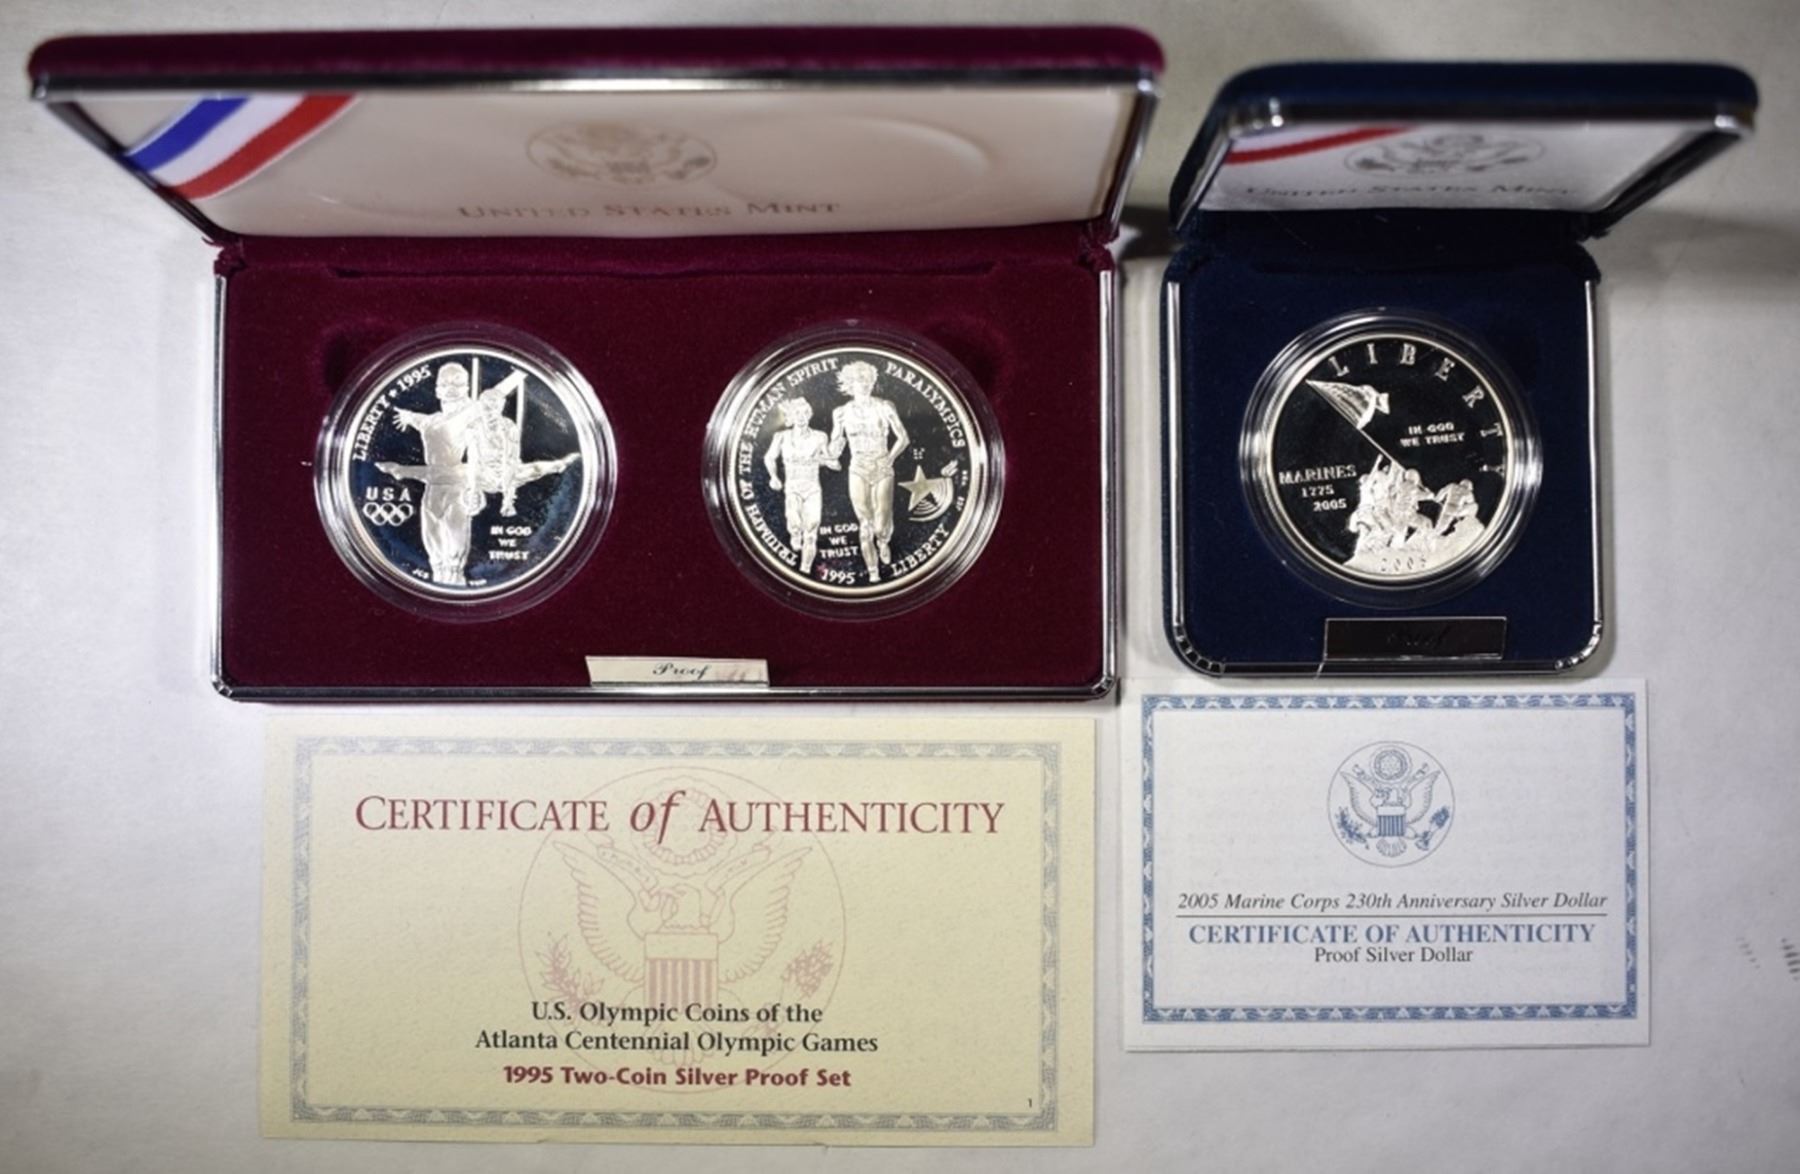 UNITED STATES MINT
LIBERTY • 1995
USA
IN GOD
WE
TRUST
TRIUMPH OF THE HUMAN SPIRIT
PARALYMPICS
IN GOD
WE
TRUST
1995
LIBERTY
Proof
UNITED STATES MINT
LIBERTY
IN GOD
WE TRUST
MARINES
1775
2005
2005
Proof
CERTIFICATE of AUTHENTICITY
U.S. Olympic Coins of the
Atlanta Centennial Olympic Games
1995 Two-Coin Silver Proof Set
1
2005 Marine Corps 230th Anniversary Silver Dollar
CERTIFICATE OF AUTHENTICITY
Proof Silver Dollar